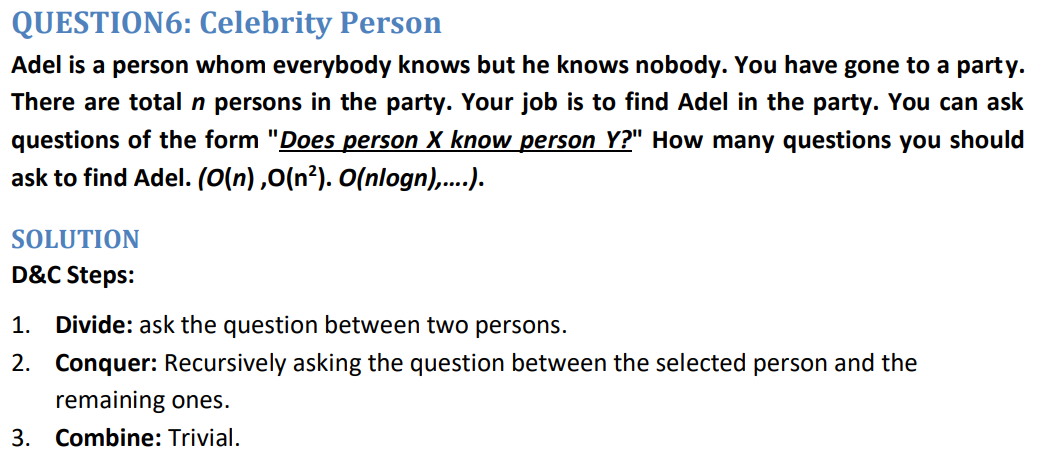 QUESTION6: Celebrity Person
Adel is a person whom everybody knows but he knows nobody. You have gone to a party.
There are total n persons in the party. Your job is to find Adel in the party. You can ask
questions of the form "Does person X know person Y?" How many questions you should
ask to find Adel. (O(n) ,O(n²). O(nlogn),....).
SOLUTION
D&C Steps:
1. Divide: ask the question between two persons.
2. Conquer: Recursively asking the question between the selected person and the
remaining ones.
3. Combine: Trivial.